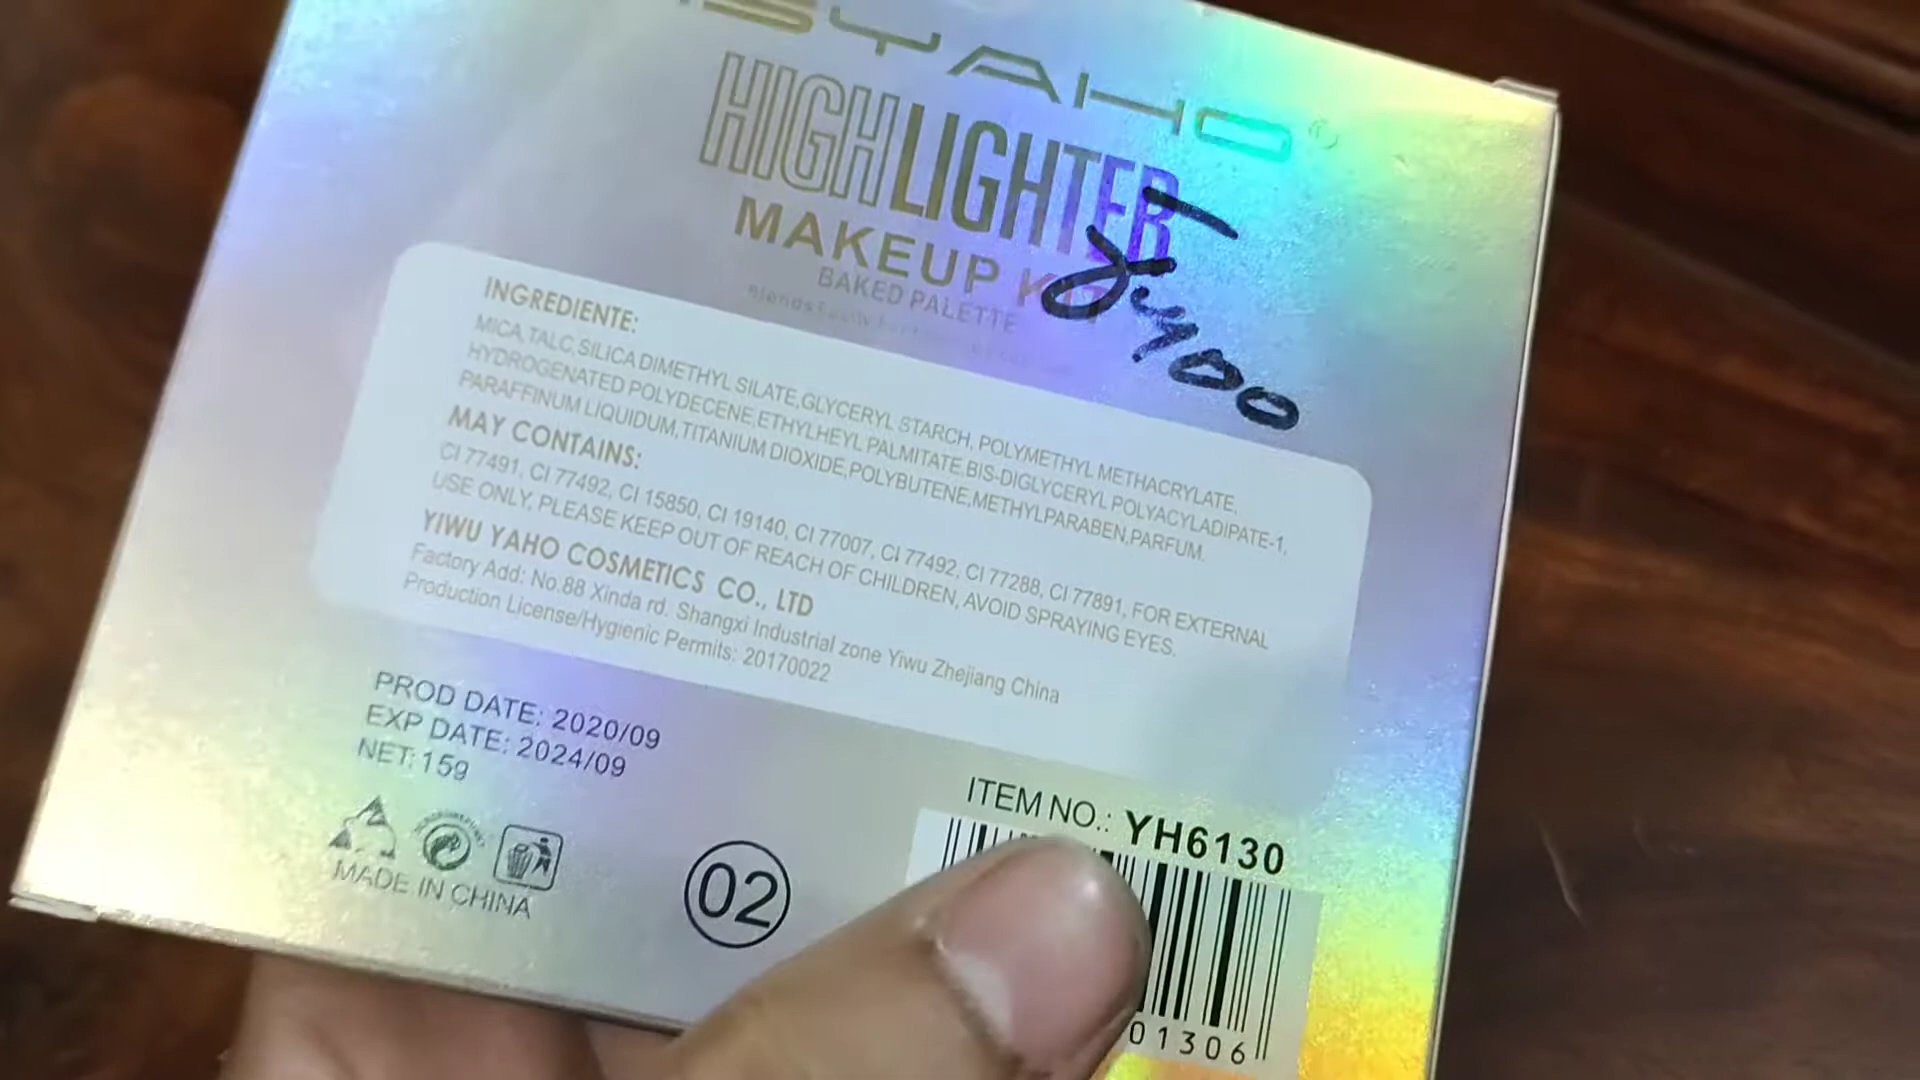 SYAHO®
HIGHLIGHTER
MAKEUP KIT
BAKED PALETTE
Blends Easily
400
INGREDIENTE:
MICA,TALC,SILICA DIMETHYL SILATE,GLYCERYL STARCH, POLYMETHYL METHACRYLATE,
HYDROGENATED POLYDECENE,ETHYLHEYL PALMITATE,BIS-DIGLYCERYL POLYACYLADIPATE-1,
PARAFFINUM LIQUIDUM,TITANIUM DIOXIDE,POLYBUTENE,METHYLPARABEN,PARFUM.
MAY CONTAINS:
CI 77491, CI 77492, CI 15850, CI 19140, CI 77007, CI 77492, CI 77288, CI 77891, FOR EXTERNAL
USE ONLY, PLEASE KEEP OUT OF REACH OF CHILDREN, AVOID SPRAYING EYES.
YIWU YAHO COSMETICS CO., LTD
Factory Add: No.88 Xinda rd. Shangxi Industrial zone Yiwu Zhejiang China
Production License/Hygienic Permits: 20170022
PROD DATE: 2020/09
EXP DATE: 2024/09
NET: 15g
MADE IN CHINA
02
ITEM NO.: YH6130
01306